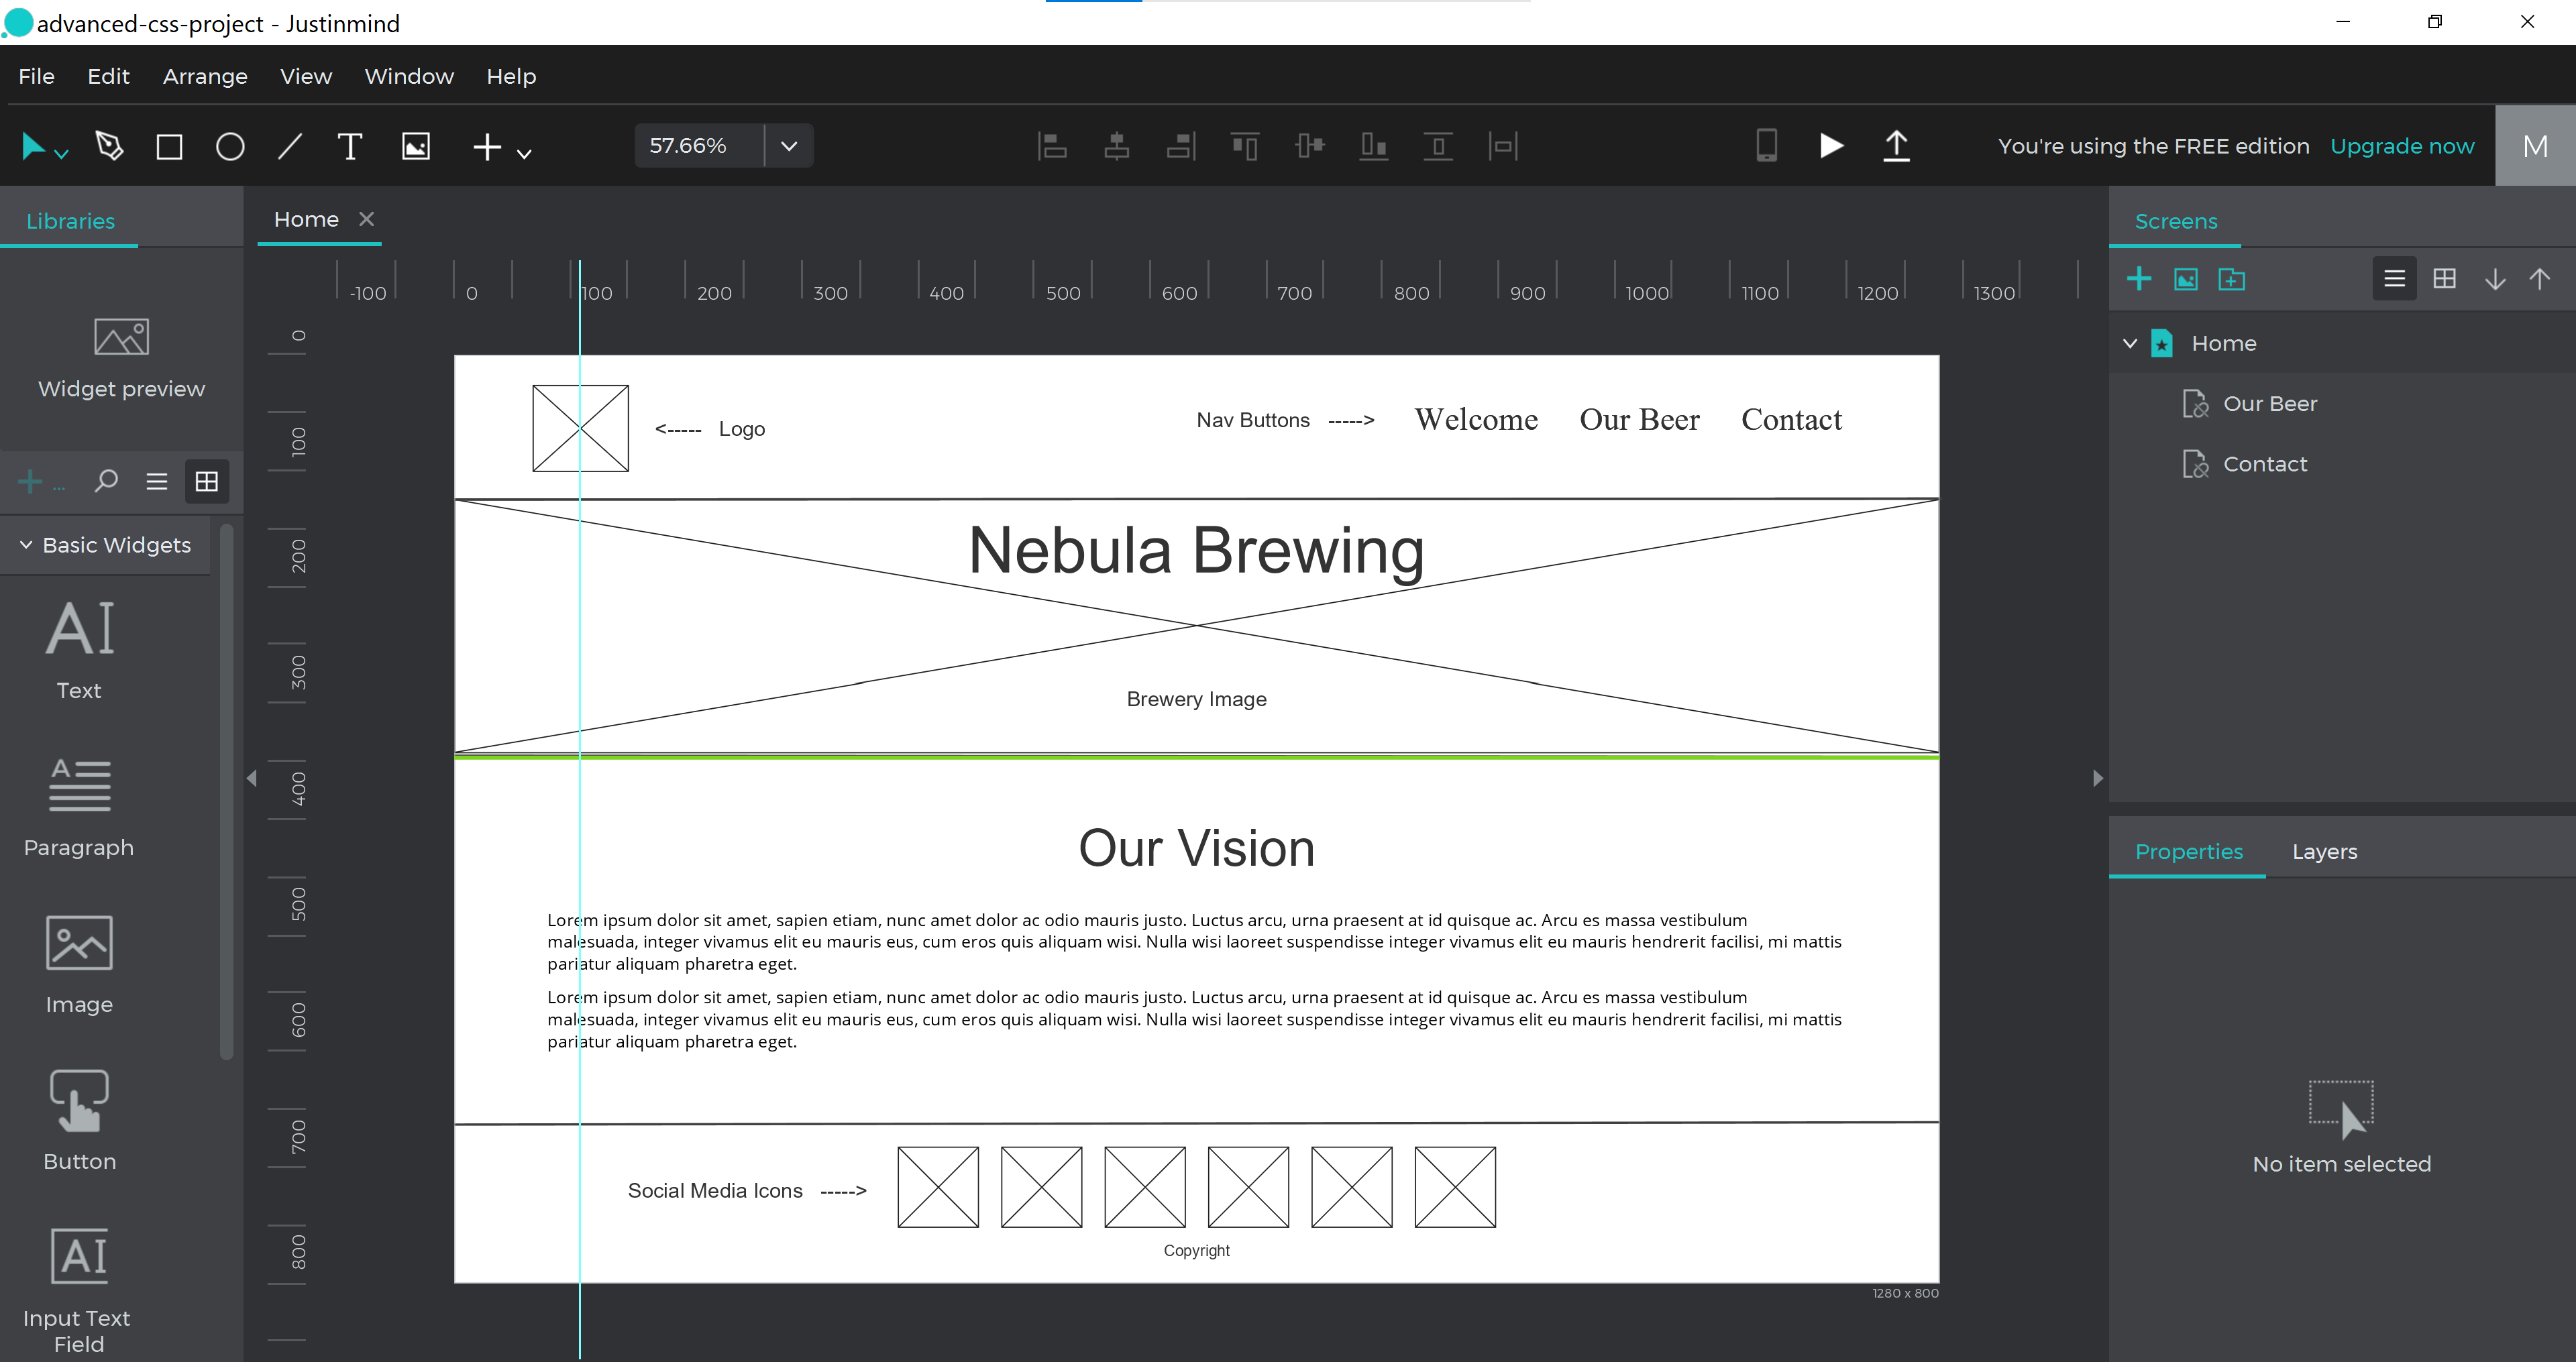 advanced-css-project - Justinmind
File Edit Arrange View Window Help
57.66%
You're using the FREE edition Upgrade now M
Libraries
Home
Screens
-100 0 100 200 300 400 500 600 700 800 900 1000 1100 1200 1300
Widget preview
...
Basic Widgets
Text
Paragraph
Image
Button
Input Text
Field
0
100
200
300
400
500
600
700
800
<----- Logo
Nav Buttons -----> Welcome Our Beer Contact
Nebula Brewing
Brewery Image
Our Vision
Lorem ipsum dolor sit amet, sapien etiam, nunc amet dolor ac odio mauris justo. Luctus arcu, urna praesent at id quisque ac. Arcu es massa vestibulum
malesuada, integer vivamus elit eu mauris eus, cum eros quis aliquam wisi. Nulla wisi laoreet suspendisse integer vivamus elit eu mauris hendrerit facilisi, mi mattis
pariatur aliquam pharetra eget.
Lorem ipsum dolor sit amet, sapien etiam, nunc amet dolor ac odio mauris justo. Luctus arcu, urna praesent at id quisque ac. Arcu es massa vestibulum
malesuada, integer vivamus elit eu mauris eus, cum eros quis aliquam wisi. Nulla wisi laoreet suspendisse integer vivamus elit eu mauris hendrerit facilisi, mi mattis
pariatur aliquam pharetra eget.
Social Media Icons ----->
Copyright
1280 x 800
Home
Our Beer
Contact
Properties Layers
No item selected